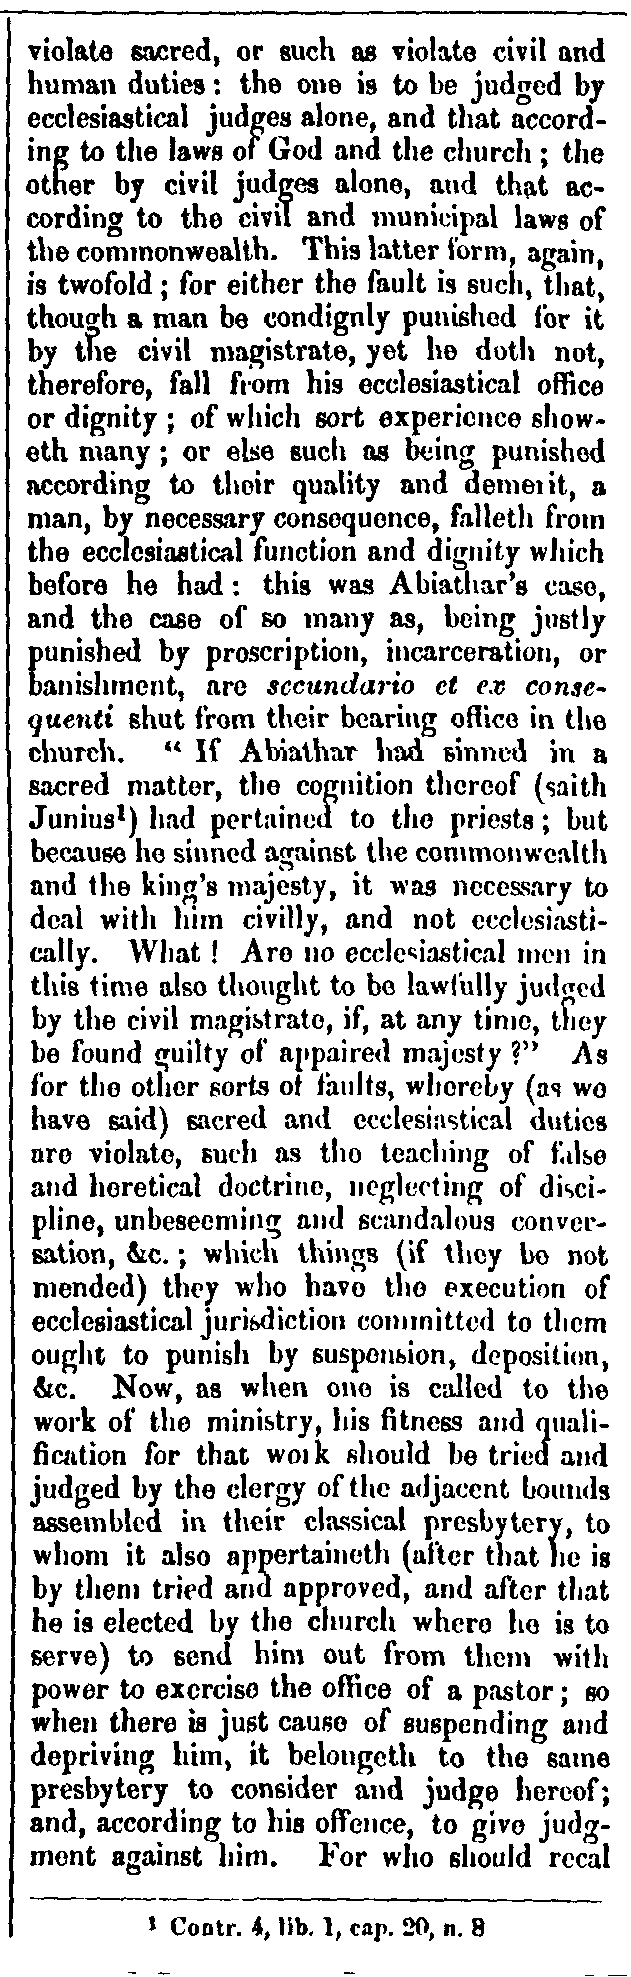 violate sacred, or such as violate civil and
human duties: the one is to be judged by
ecclesiastical judges alone, and that accord-
ing to the laws of God and the church; the
other by civil judges alone, and that ac-
cording to the civil and municipal laws of
the commonwealth. This latter form, again,
is twofold; for either the fault is such, that,
though a man be condignly punished for it
by the civil magistrate, yet he doth not,
therefore, fall from his ecclesiastical office
or dignity; of which sort experience show-
eth many; or else such as being punished
according to their quality and demerit, a
man, by necessary consequence, falleth from
the ecclesiastical function and dignity which
before he had: this was Abiathar's case,
and the case of so many as, being justly
punished by proscription, incarceration, or
banishment, are secundario et ex conse-
quenti shut from their bearing office in the
church. “ If Abiathar had sinned in a
sacred matter, the cognition thereof (saith
Junius¹) had pertained to the priests; but
because he sinned against the commonwealth
and the king's majesty, it was necessary to
deal with him civilly, and not ecclesiasti-
cally. What! Are no ecclesiastical men in
this time also thought to be lawfully judged
by the civil magistrate, if, at any time, they
be found guilty of appaired majesty?” As
for the other sorts of faults, whereby (as we
have said) sacred and ecclesiastical duties
are violate, such as the teaching of false
and heretical doctrine, neglecting of disci-
pline, unbeseeming and scandalous conver-
sation, &c.; which things (if they be not
mended) they who have the execution of
ecclesiastical jurisdiction committed to them
ought to punish by suspension, deposition,
&c. Now, as when one is called to the
work of the ministry, his fitness and quali-
fication for that work should be tried and
judged by the clergy of the adjacent bounds
assembled in their classical presbytery, to
whom it also appertaineth (after that he is
by them tried and approved, and after that
he is elected by the church where he is to
serve) to send him out from them with
power to exercise the office of a pastor; so
when there is just cause of suspending and
depriving him, it belongeth to the same
presbytery to consider and judge hereof;
and, according to his offence, to give judg-
ment against him. For who should recal
¹ Contr. 4, lib. 1, cap. 20, n. 8